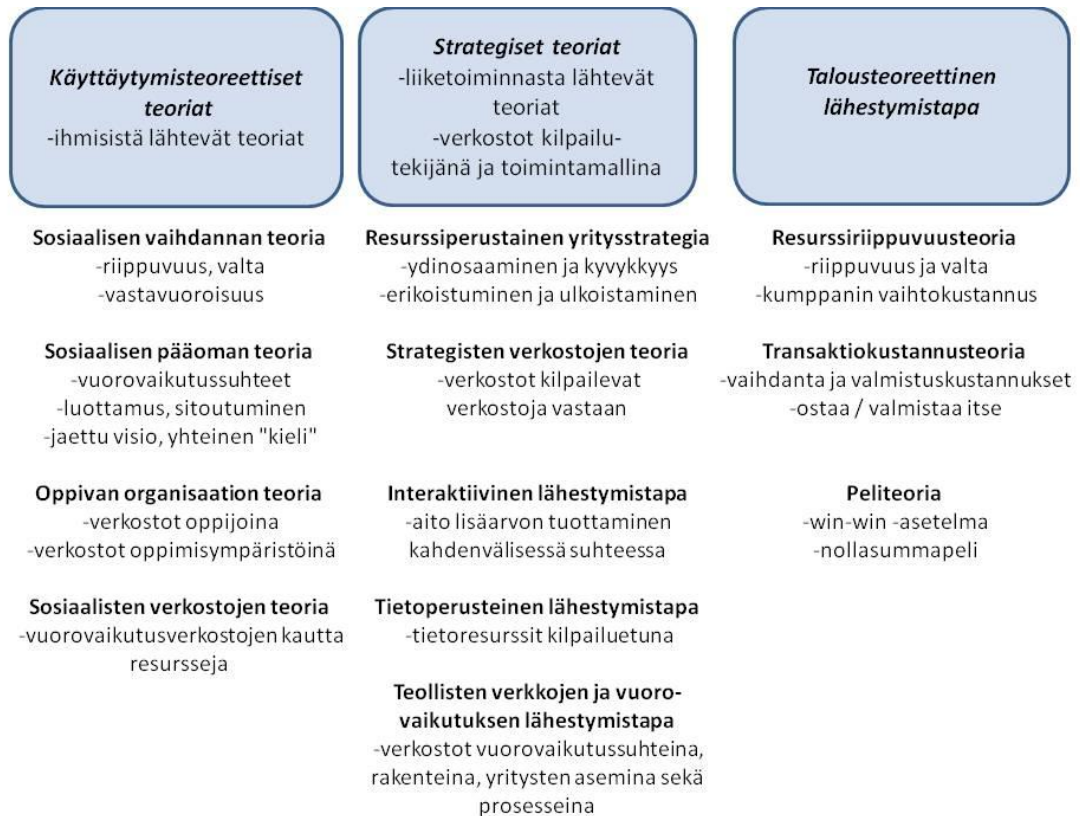 Käyttäytymisteoreettiset
teoriat
-ihmisistä lähtevät teoriat
Sosiaalisen vaihdannan teoria
-riippuvuus, valta
-vastavuoroisuus
Sosiaalisen pääoman teoria
-vuorovaikutussuhteet
-luottamus, sitoutuminen
-jaettu visio, yhteinen "kieli"
Oppivan organisaation teoria
-verkostot oppijoina
-verkostot oppimisympäristöinä
Sosiaalisten verkostojen teoria
-vuorovaikutusverkostojen kautta
resursseja
Strategiset teoriat
-liiketoiminnasta lähtevät
teoriat
-verkostot kilpailu-
tekijänä ja toimintamallina
Resurssiperustainen yritysstrategia
-ydinosaaminen ja kyvykkyys
-erikoistuminen ja ulkoistaminen
Strategisten verkostojen teoria
-verkostot kilpailevat
verkostoja vastaan
Interaktiivinen lähestymistapa
-aito lisäarvon tuottaminen
kahdenvälisessä suhteessa
Tietoperusteinen lähestymistapa
-tietoresurssit kilpailuetuna
Teollisten verkkojen ja vuoro-
vaikutuksen lähestymistapa
-verkostot vuorovaikutussuhteina,
rakenteina, yritysten asemina sekä
prosesseina
Talousteoreettinen
lähestymistapa
Resurssiriippuvuusteoria
-riippuvuus ja valta
-kumppanin vaihtokustannus
Transaktiokustannusteoria
-vaihdanta ja valmistuskustannukset
-ostaa / valmistaa itse
Peliteoria
-win-win -asetelma
-nollasummapeli